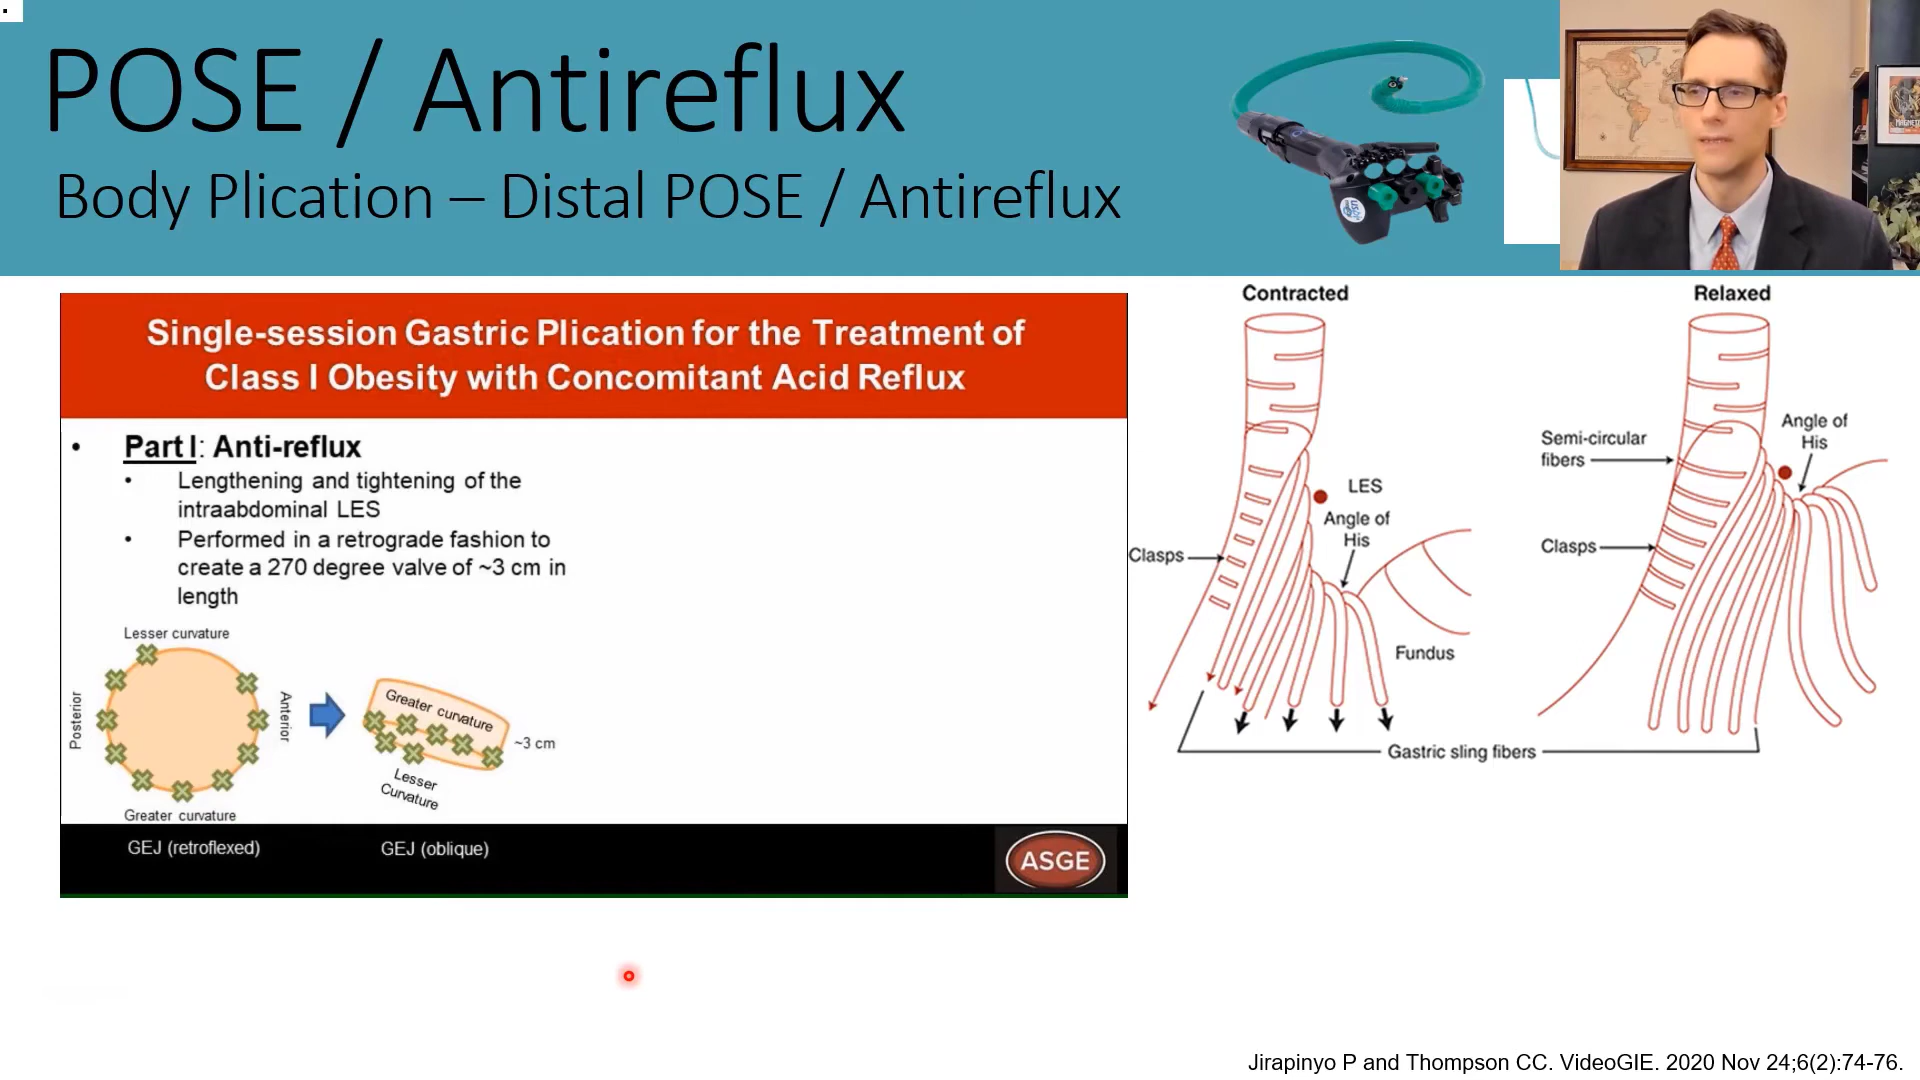 POSE / Antireflux
Body Plication – Distal POSE / Antireflux
Single-session Gastric Plication for the Treatment of
Class I Obesity with Concomitant Acid Reflux
• Part I: Anti-reflux
• Lengthening and tightening of the
intraabdominal LES
• Performed in a retrograde fashion to
create a 270 degree valve of ~3 cm in
length
Lesser curvature
Posterior
Anterior
Greater curvature
GEJ (retroflexed)
Greater curvature
~3 cm
Lesser
Curvature
GEJ (oblique)
ASGE
Contracted
LES
Angle of
His
Clasps
Fundus
Relaxed
Semi-circular
fibers
Angle of
His
Clasps
Gastric sling fibers
Jirapinyo P and Thompson CC. VideoGIE. 2020 Nov 24;6(2):74-76.